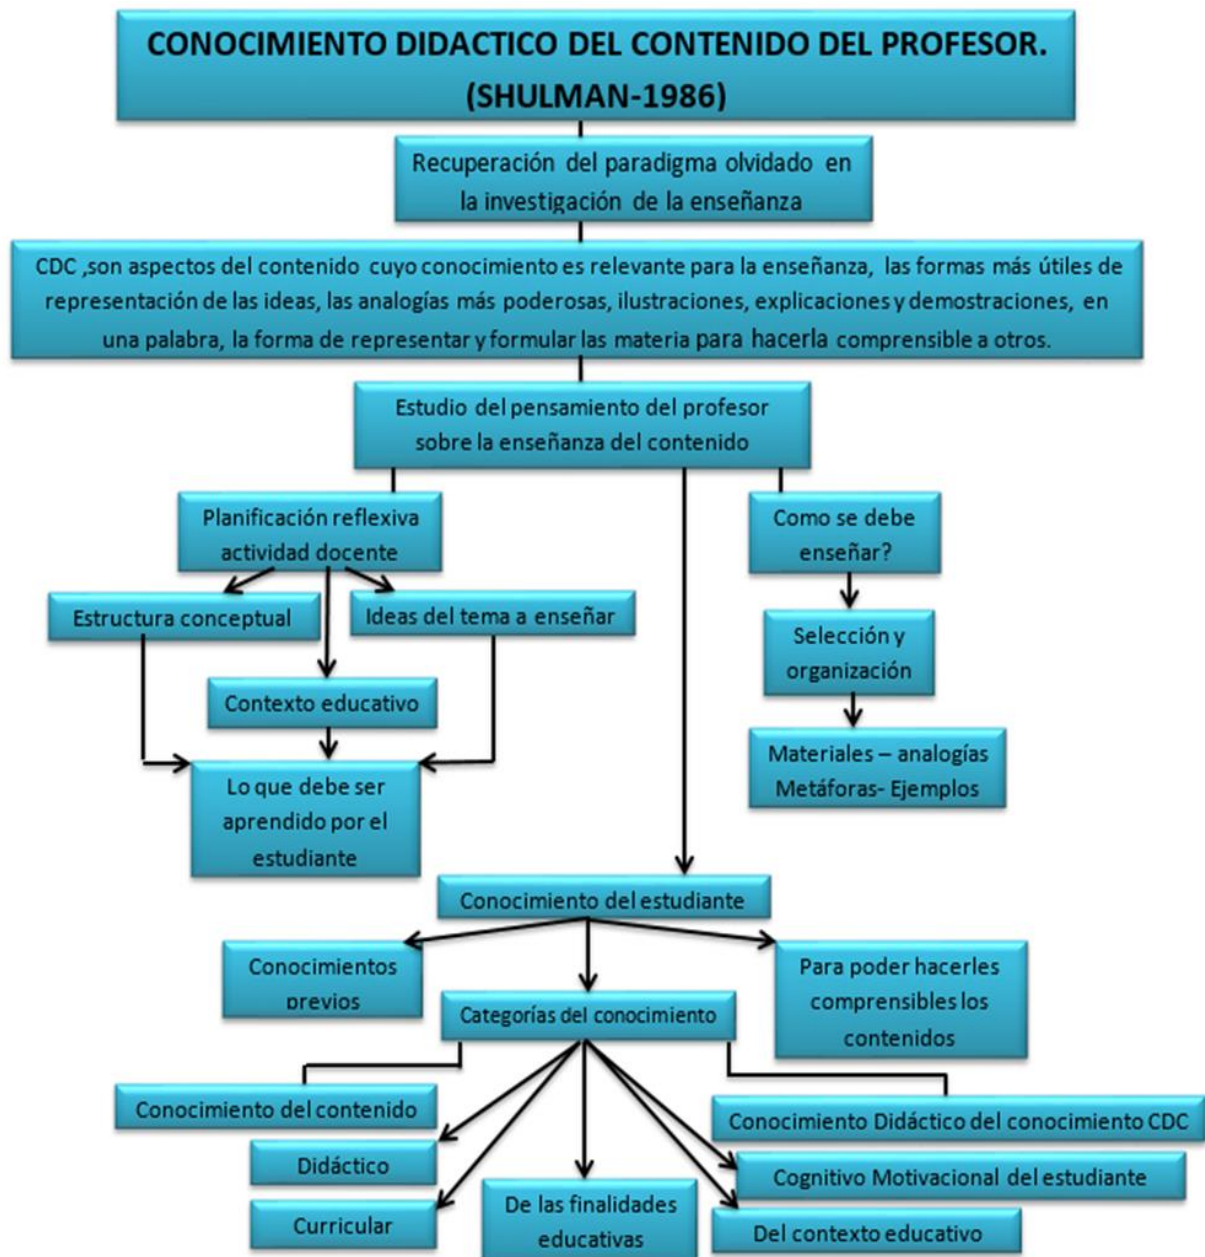 CONOCIMIENTO DIDACTICO DEL CONTENIDO DEL PROFESOR.
(SHULMAN-1986)
Recuperación del paradigma olvidado en
la investigación de la enseñanza
CDC ,son aspectos del contenido cuyo conocimiento es relevante para la enseñanza, las formas más útiles de
representación de las ideas, las analogías más poderosas, ilustraciones, explicaciones y demostraciones, en
una palabra, la forma de representar y formular las materia para hacerla comprensible a otros.
Estudio del pensamiento del profesor
sobre la enseñanza del contenido
Planificación reflexiva
actividad docente
Como se debe
enseñar?
Estructura conceptual
Ideas del tema a enseñar
Selección y
organización
Contexto educativo
Materiales – analogías
Metáforas- Ejemplos
Lo que debe ser
aprendido por el
estudiante
Conocimiento del estudiante
Conocimientos
previos
Categorías del conocimiento
Para poder hacerles
comprensibles los
contenidos
Conocimiento del contenido
Conocimiento Didáctico del conocimiento CDC
Didáctico
Cognitivo Motivacional del estudiante
Curricular
De las finalidades
educativas
Del contexto educativo